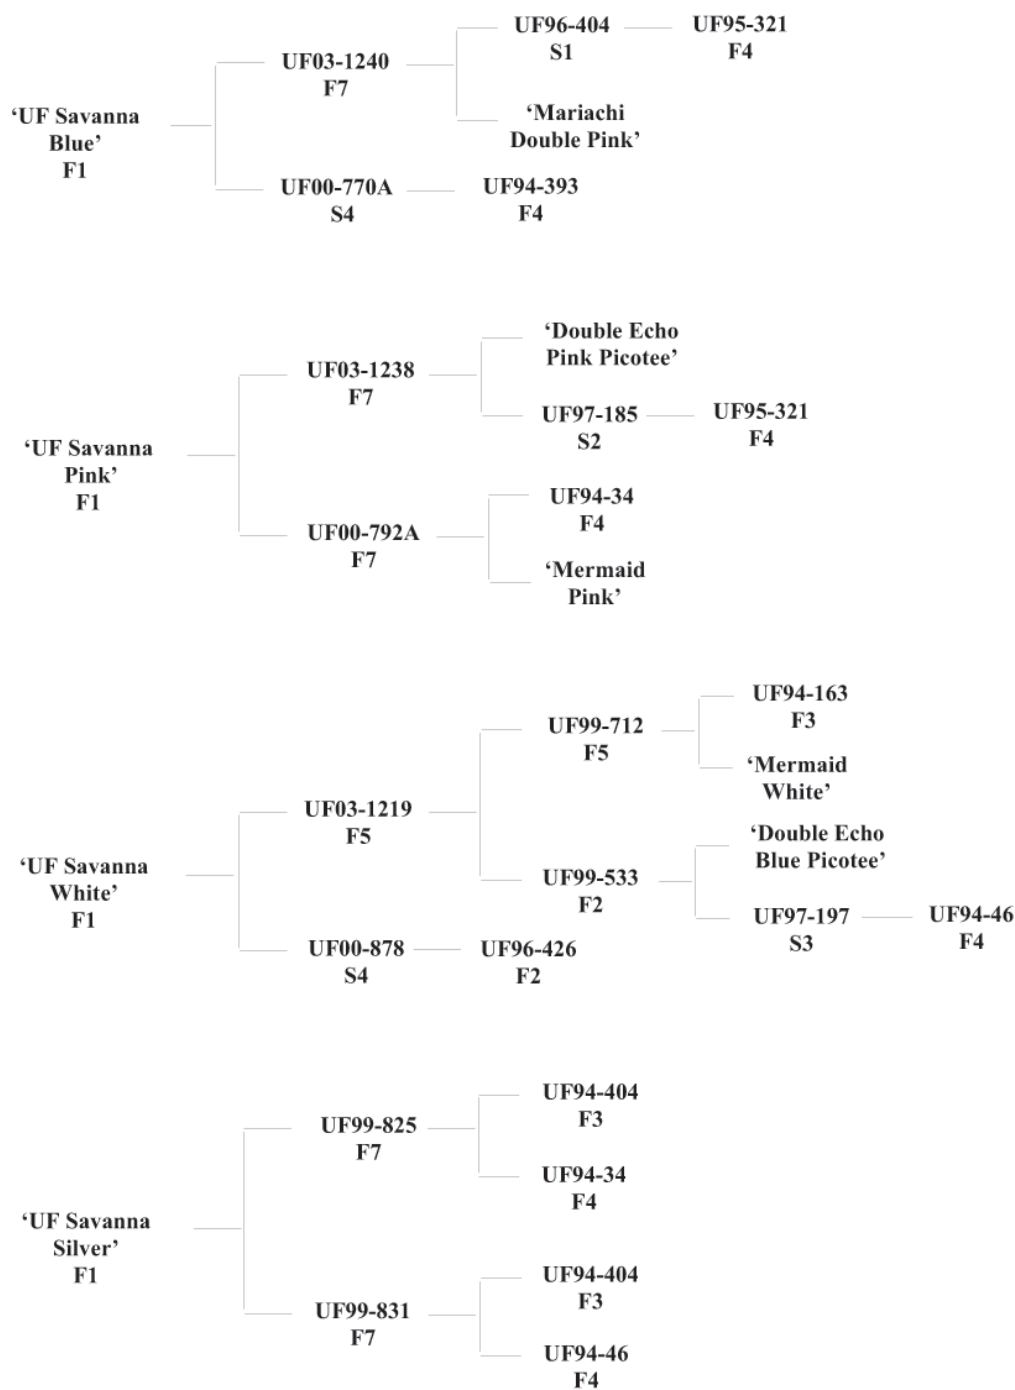 UF96-404
S1
UF95-321
F4
UF03-1240
F7
‘Mariachi
Double Pink’
‘UF Savanna
Blue’
F1
UF00-770A
S4
UF94-393
F4
‘Double Echo
Pink Picotee’
UF03-1238
F7
UF97-185
S2
UF95-321
F4
‘UF Savanna
Pink’
F1
UF94-34
F4
UF00-792A
F7
‘Mermaid
Pink’
UF94-163
F3
UF99-712
F5
‘Mermaid
White’
UF03-1219
F5
‘Double Echo
Blue Picotee’
UF99-533
F2
UF97-197
S3
UF94-46
F4
‘UF Savanna
White’
F1
UF00-878
S4
UF96-426
F2
UF94-404
F3
UF99-825
F7
UF94-34
F4
‘UF Savanna
Silver’
F1
UF94-404
F3
UF99-831
F7
UF94-46
F4